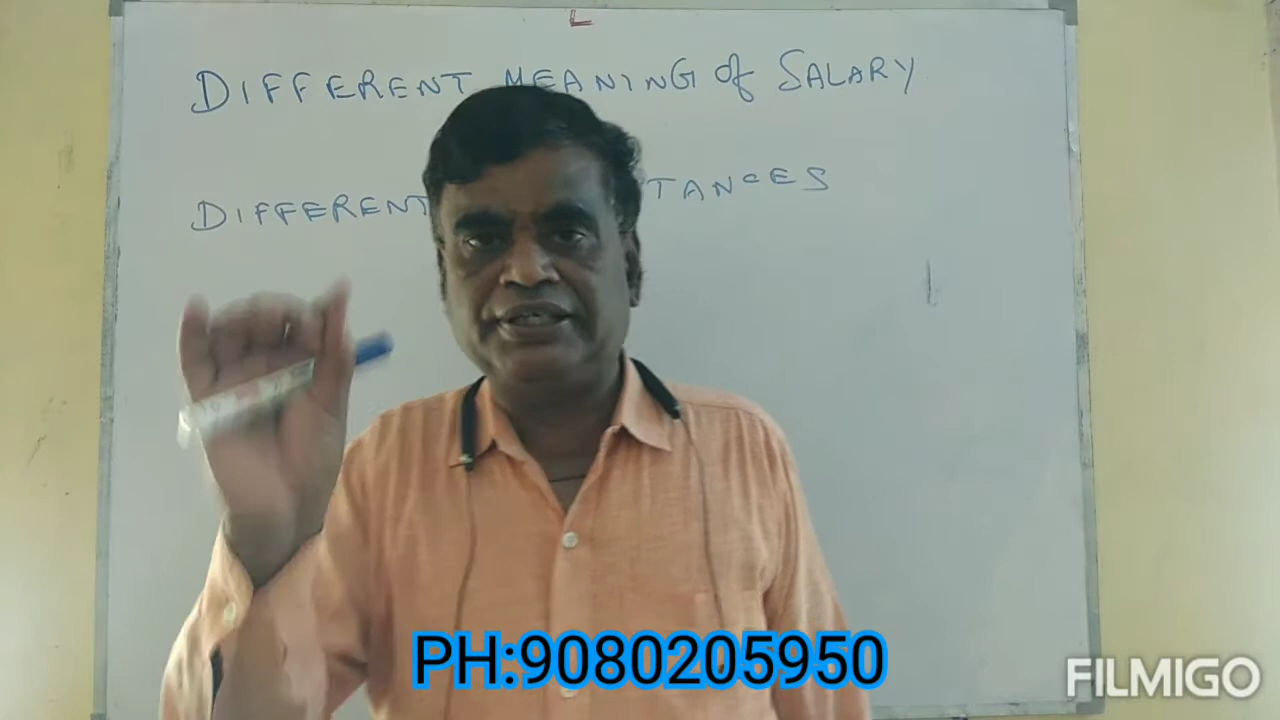 DIFFERENT MEANING of SALARY
DIFFERENT TANCES
PH:9080205950
FILMIGO